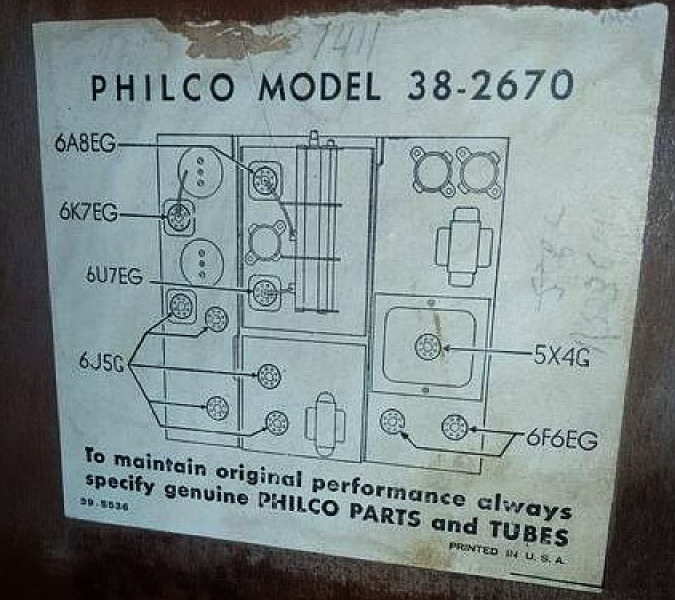 7411
PHILCO MODEL 38-2670
6A8EG
6K7EG
6U7EG
6J5G
5X4G
6F6EG
To maintain original performance always
specify genuine PHILCO PARTS and TUBES
39-5536
PRINTED IN U. S. A.